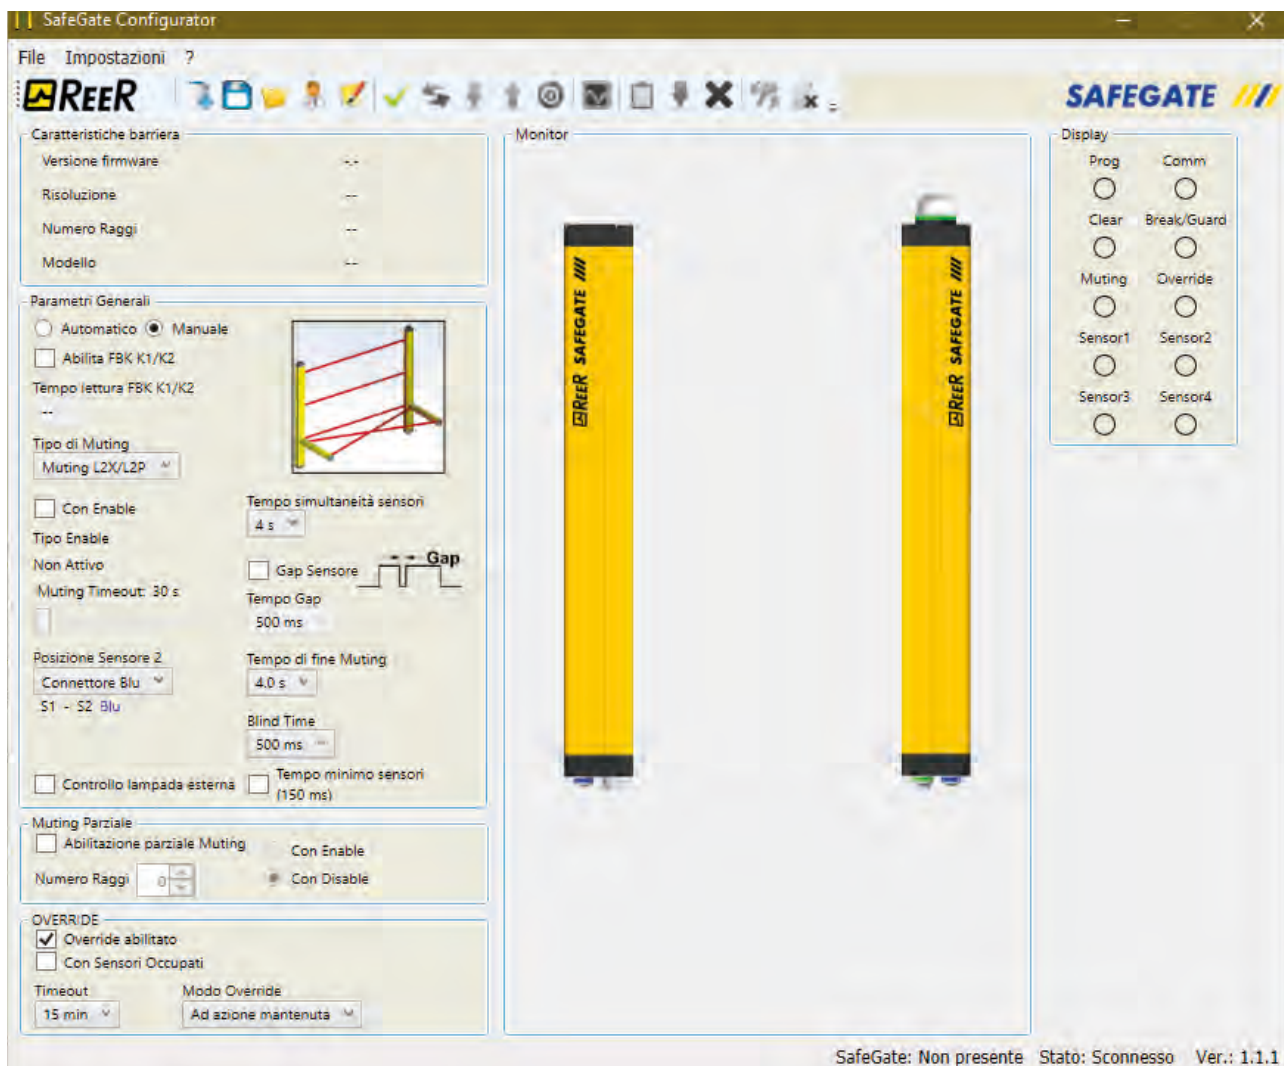 SafeGate Configurator
File Impostazioni ?
REER
SAFEGATE
Caratteristiche barriera
Versione firmware -.-
Risoluzione --
Numero Raggi --
Modello --
Parametri Generali
Automatico Manuale
Abilita FBK K1/K2
Tempo lettura FBK K1/K2
--
Tipo di Muting
Muting L2X/L2P
Con Enable
Tipo Enable
Non Attivo
Muting Timeout: 30 s
Posizione Sensore 2
Connettore Blu
S1 - S2 Blu
Tempo simultaneità sensori
4 s
Gap Sensore
Gap
Tempo Gap
500 ms
Tempo di fine Muting
4.0 s
Blind Time
500 ms
Controllo lampada esterna
Tempo minimo sensori
(150 ms)
Muting Parziale
Abilitazione parziale Muting
Con Enable
Numero Raggi 0
Con Disable
OVERRIDE
Override abilitato
Con Sensori Occupati
Timeout Modo Override
15 min Ad azione mantenuta
Monitor
REER SAFEGATE
REER SAFEGATE
Display
Prog Comm
Clear Break/Guard
Muting Override
Sensor1 Sensor2
Sensor3 Sensor4
SafeGate: Non presente Stato: Sconnesso Ver.: 1.1.1